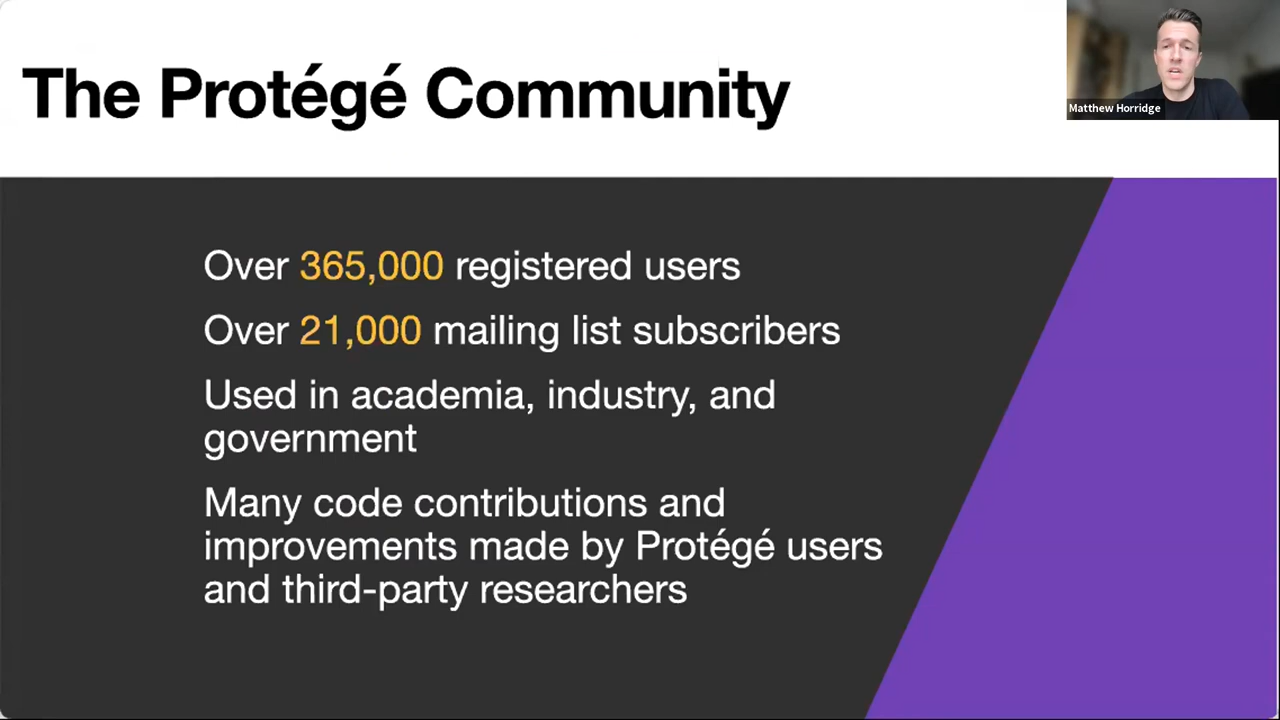 The Protégé Community
Matthew Horridge
Over 365,000 registered users
Over 21,000 mailing list subscribers
Used in academia, industry, and
government
Many code contributions and
improvements made by Protégé users
and third-party researchers